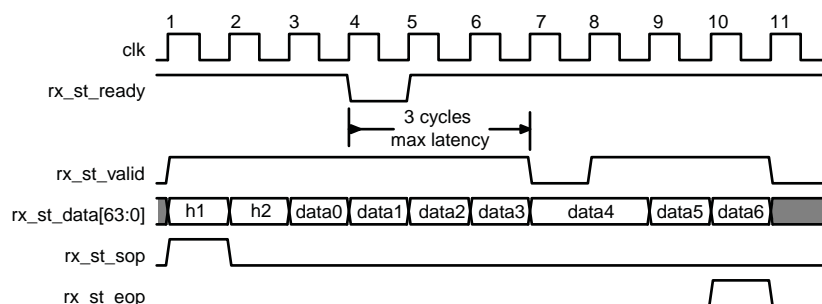 1 2 3 4 5 6 7 8 9 10 11
clk
rx_st_ready
3 cycles
max latency
rx_st_valid
rx_st_data[63:0] h1 h2 data0 data1 data2 data3 data4 data5 data6
rx_st_sop
rx_st_eop